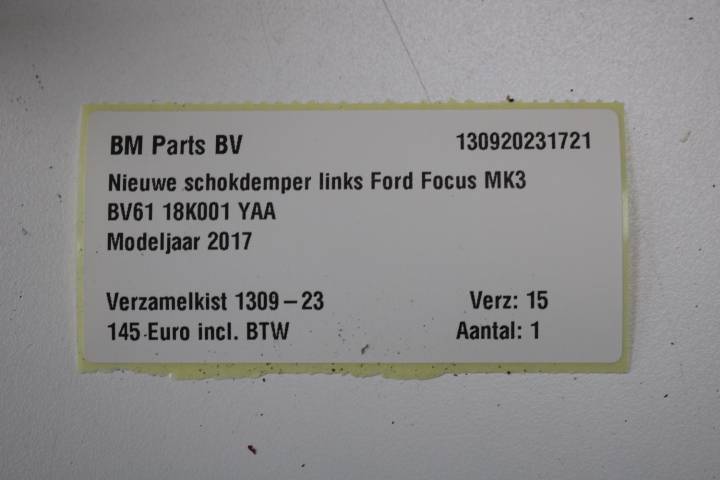 BM Parts BV 130920231721
Nieuwe schokdemper links Ford Focus MK3
BV61 18K001 YAA
Modeljaar 2017
Verzamelkist 1309-23 Verz: 15
145 Euro incl. BTW Aantal: 1